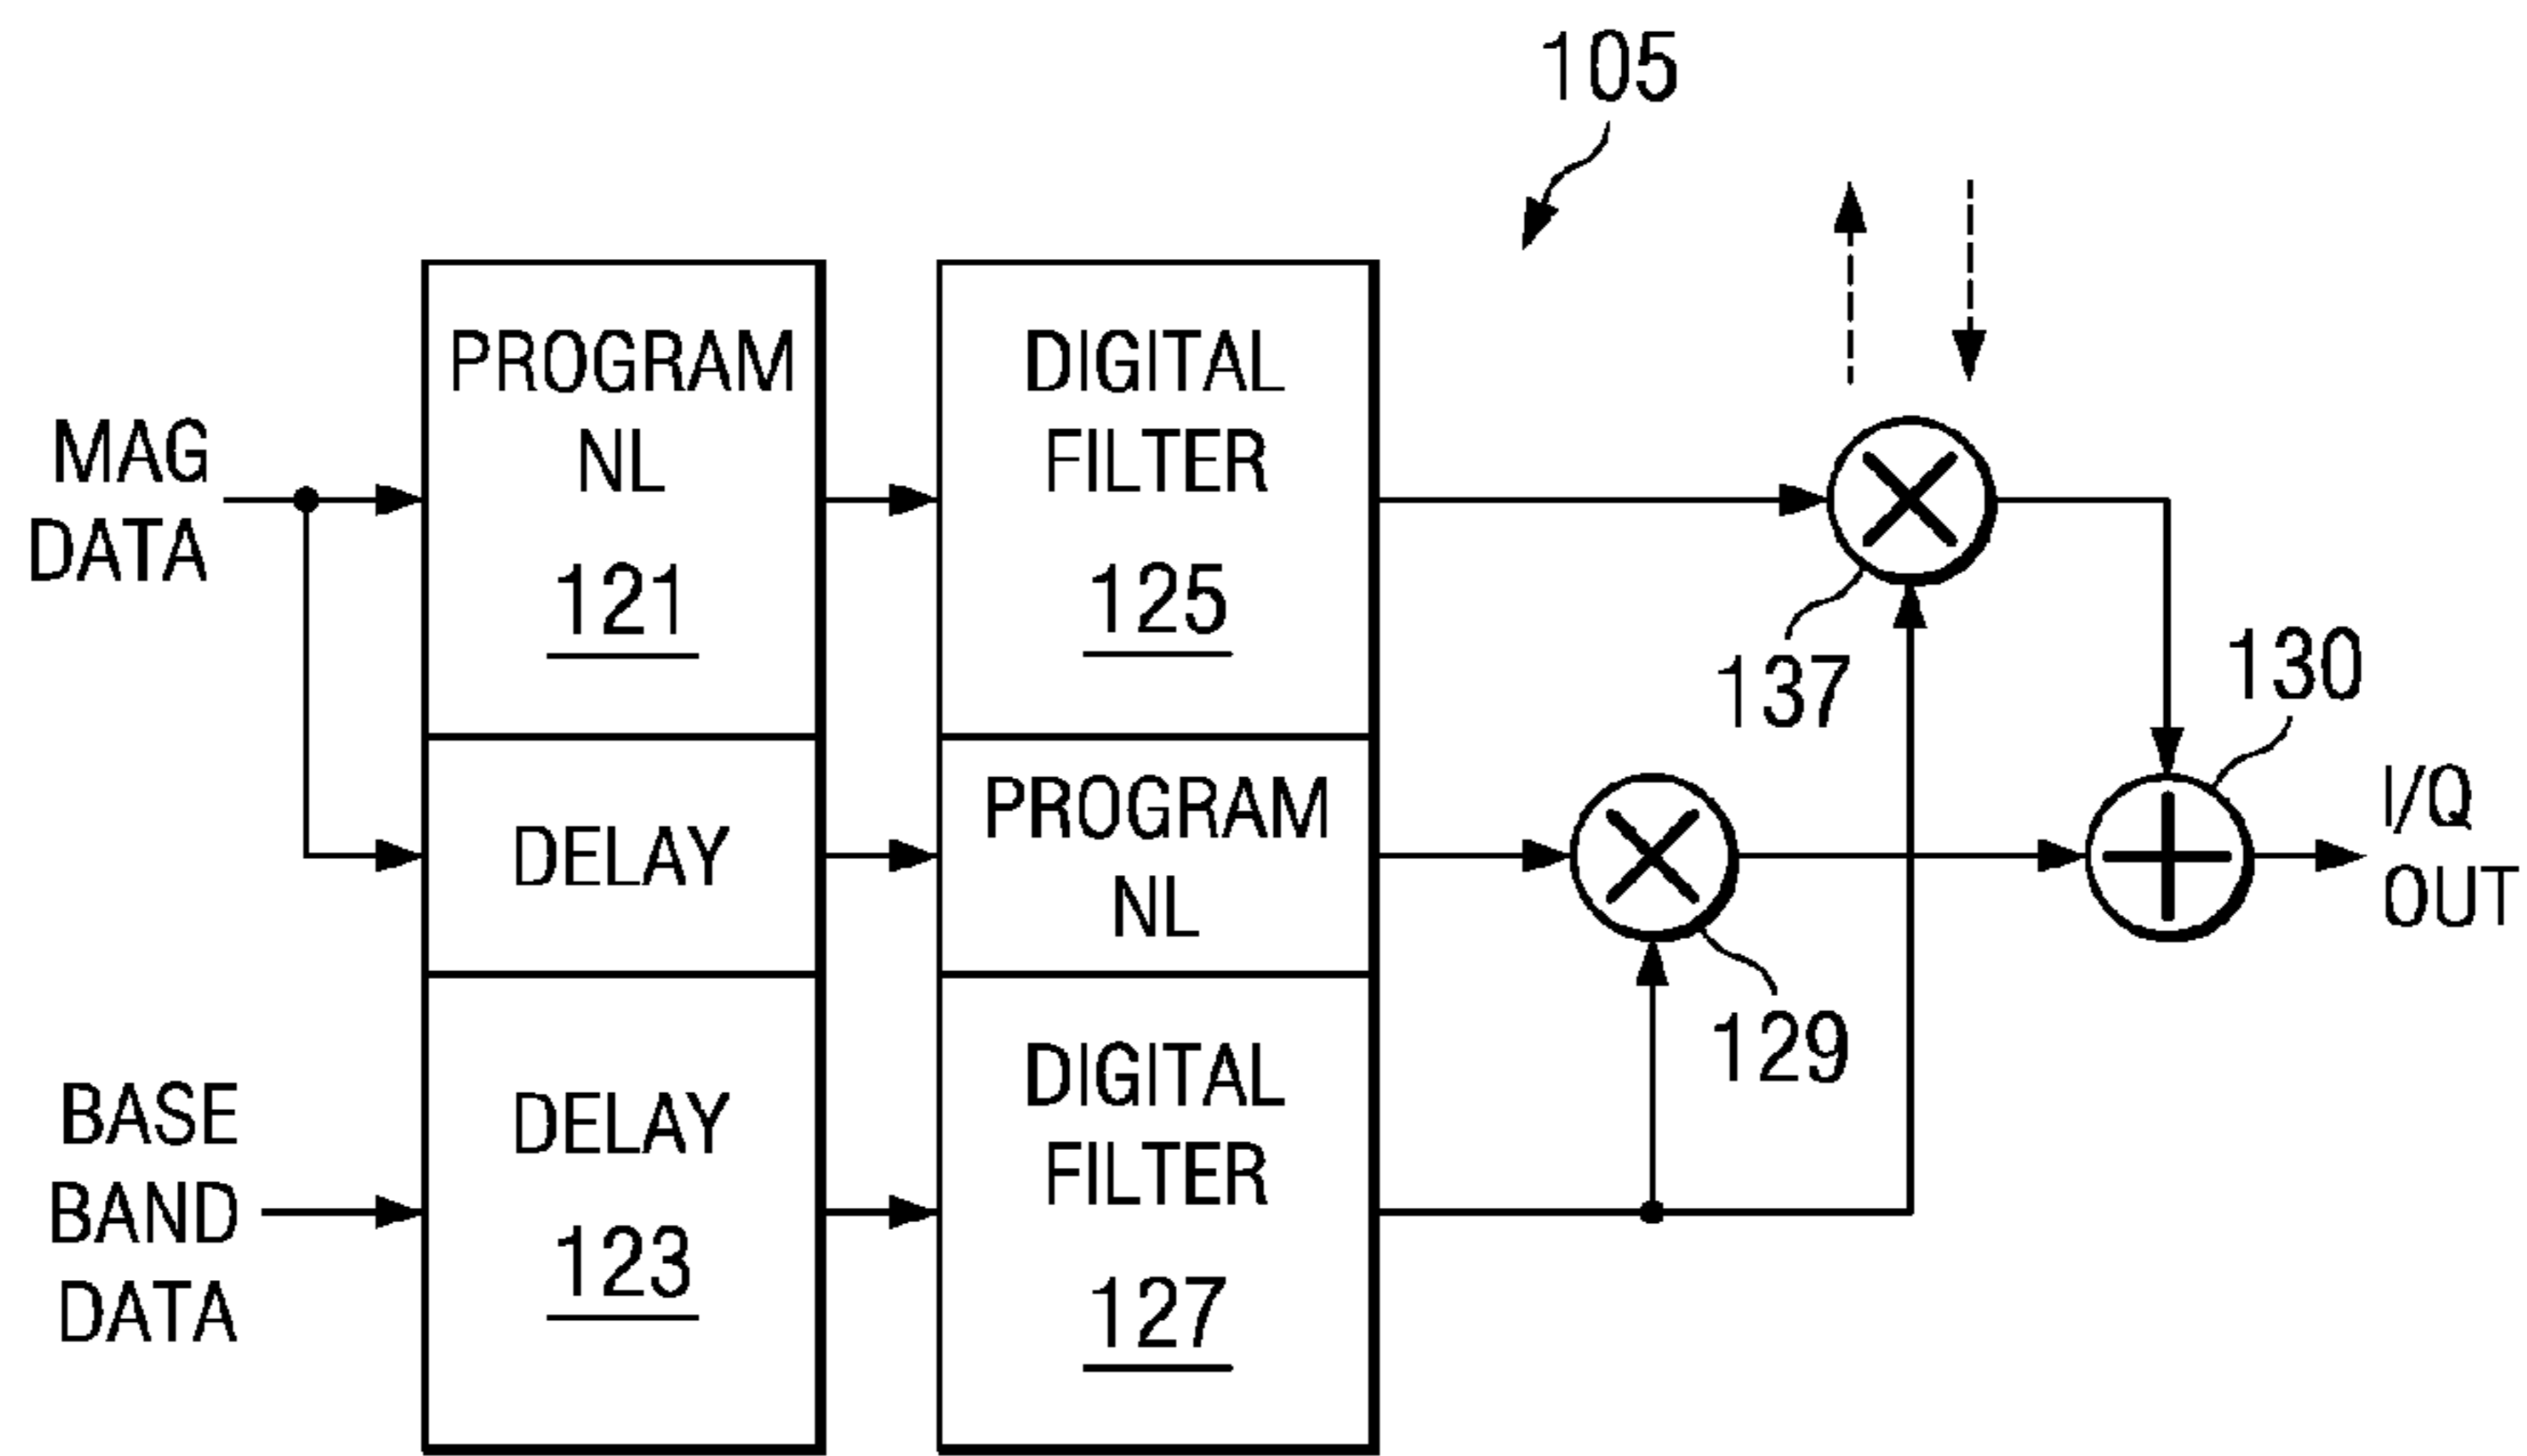 105
MAG
DATA
PROGRAM
NL
121
DIGITAL
FILTER
125
137
130
DELAY
PROGRAM
NL
129
I/Q
OUT
BASE
BAND
DATA
DELAY
123
DIGITAL
FILTER
127